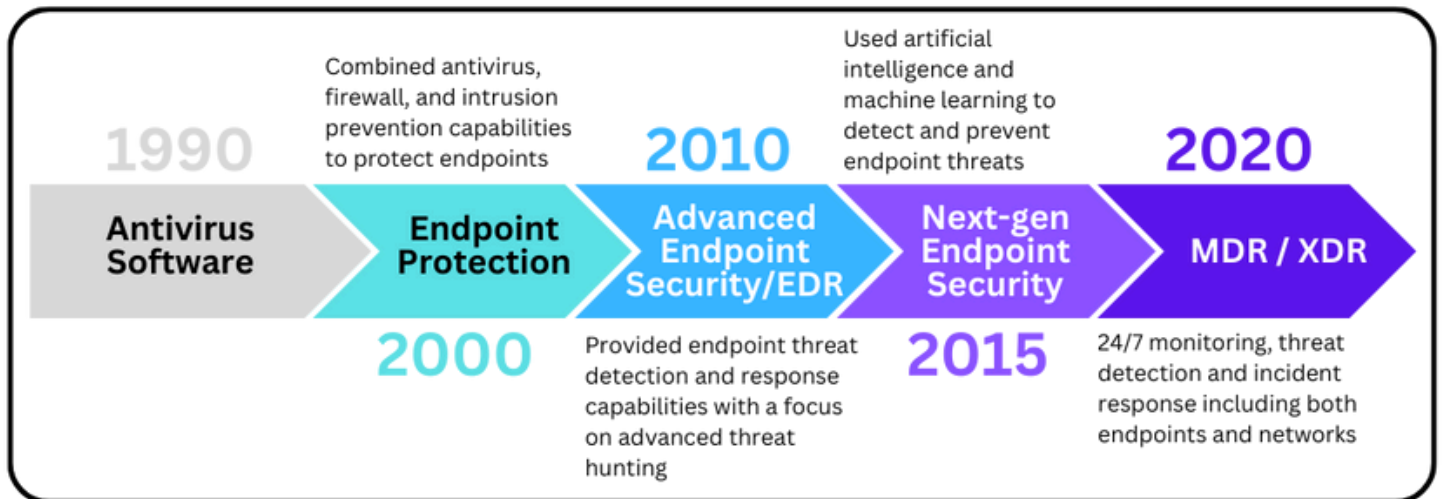 1990
Antivirus
Software
Combined antivirus,
firewall, and intrusion
prevention capabilities
to protect endpoints
Endpoint
Protection
2000
2010
Advanced
Endpoint
Security/EDR
Provided endpoint threat
detection and response
capabilities with a focus
on advanced threat
hunting
Used artificial
intelligence and
machine learning to
detect and prevent
endpoint threats
Next-gen
Endpoint
Security
2015
2020
MDR / XDR
24/7 monitoring, threat
detection and incident
response including both
endpoints and networks